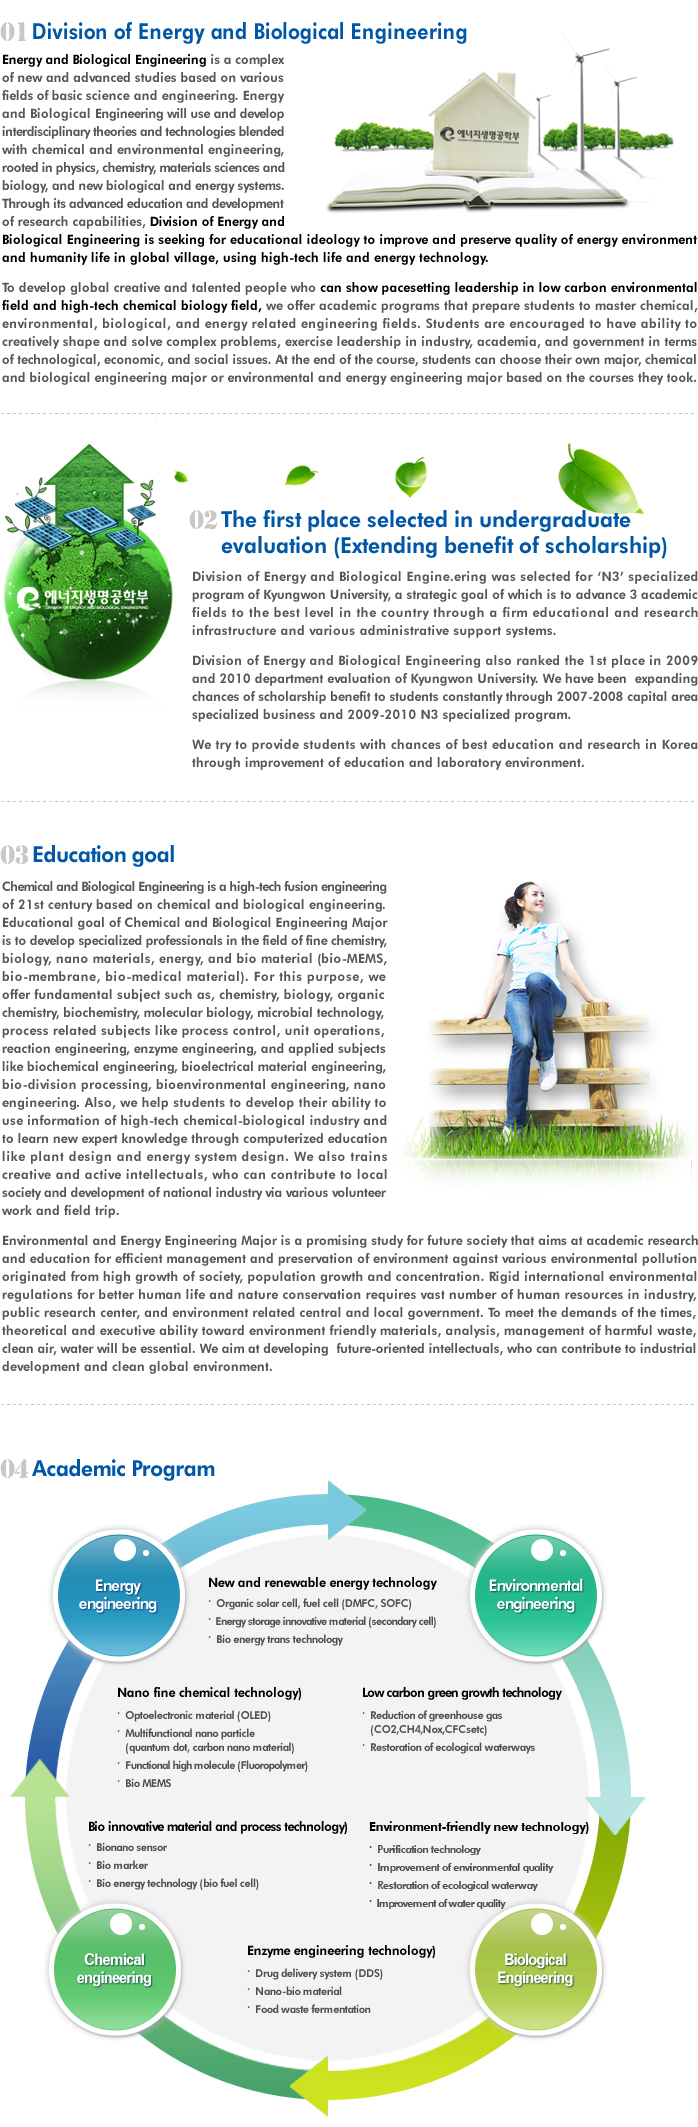 01 Division of Energy and Biological Engineering
Energy and Biological Engineering is a complex
of new and advanced studies based on various
fields of basic science and engineering. Energy
and Biological Engineering will use and develop
interdisciplinary theories and technologies blended
with chemical and environmental engineering,
rooted in physics, chemistry, materials sciences and
biology, and new biological and energy systems.
Through its advanced education and development
of research capabilities, Division of Energy and
Biological Engineering is seeking for educational ideology to improve and preserve quality of energy environment
and humanity life in global village, using high-tech life and energy technology.
에너지생명공학부
DIVISION OF ENERGY AND BIOLOGICAL ENGINEERING
To develop global creative and talented people who can show pacesetting leadership in low carbon environmental
field and high-tech chemical biology field, we offer academic programs that prepare students to master chemical,
environmental, biological, and energy related engineering fields. Students are encouraged to have ability to
creatively shape and solve complex problems, exercise leadership in industry, academia, and government in terms
of technological, economic, and social issues. At the end of the course, students can choose their own major, chemical
and biological engineering major or environmental and energy engineering major based on the courses they took.
에너지생명공학부
DIVISION OF ENERGY AND BIOLOGICAL ENGINEERING
02 The first place selected in undergraduate
evaluation (Extending benefit of scholarship)
Division of Energy and Biological Engine.ering was selected for ‘N3’ specialized
program of Kyungwon University, a strategic goal of which is to advance 3 academic
fields to the best level in the country through a firm educational and research
infrastructure and various administrative support systems.
Division of Energy and Biological Engineering also ranked the 1st place in 2009
and 2010 department evaluation of Kyungwon University. We have been expanding
chances of scholarship benefit to students constantly through 2007-2008 capital area
specialized business and 2009-2010 N3 specialized program.
We try to provide students with chances of best education and research in Korea
through improvement of education and laboratory environment.
03 Education goal
Chemical and Biological Engineering is a high-tech fusion engineering
of 21st century based on chemical and biological engineering.
Educational goal of Chemical and Biological Engineering Major
is to develop specialized professionals in the field of fine chemistry,
biology, nano materials, energy, and bio material (bio-MEMS,
bio-membrane, bio-medical material). For this purpose, we
offer fundamental subject such as, chemistry, biology, organic
chemistry, biochemistry, molecular biology, microbial technology,
process related subjects like process control, unit operations,
reaction engineering, enzyme engineering, and applied subjects
like biochemical engineering, bioelectrical material engineering,
bio-division processing, bioenvironmental engineering, nano
engineering. Also, we help students to develop their ability to
use information of high-tech chemical-biological industry and
to learn new expert knowledge through computerized education
like plant design and energy system design. We also trains
creative and active intellectuals, who can contribute to local
society and development of national industry via various volunteer
work and field trip.
Environmental and Energy Engineering Major is a promising study for future society that aims at academic research
and education for efficient management and preservation of environment against various environmental pollution
originated from high growth of society, population growth and concentration. Rigid international environmental
regulations for better human life and nature conservation requires vast number of human resources in industry,
public research center, and environment related central and local government. To meet the demands of the times,
theoretical and executive ability toward environment friendly materials, analysis, management of harmful waste,
clean air, water will be essential. We aim at developing future-oriented intellectuals, who can contribute to industrial
development and clean global environment.
04 Academic Program
Energy
engineering
Environmental
engineering
New and renewable energy technology
· Organic solar cell, fuel cell (DMFC, SOFC)
· Energy storage innovative material (secondary cell)
· Bio energy trans technology
Nano fine chemical technology)
· Optoelectronic material (OLED)
· Multifunctional nano particle
(quantum dot, carbon nano material)
· Functional high molecule (Fluoropolymer)
· Bio MEMS
Low carbon green growth technology
· Reduction of greenhouse gas
(CO2,CH4,Nox,CFCsetc)
· Restoration of ecological waterways
Bio innovative material and process technology)
· Bionano sensor
· Bio marker
· Bio energy technology (bio fuel cell)
Environment-friendly new technology)
· Purification technology
· Improvement of environmental quality
· Restoration of ecological waterway
· Improvement of water quality
Chemical
engineering
Biological
Engineering
Enzyme engineering technology)
· Drug delivery system (DDS)
· Nano-bio material
· Food waste fermentation